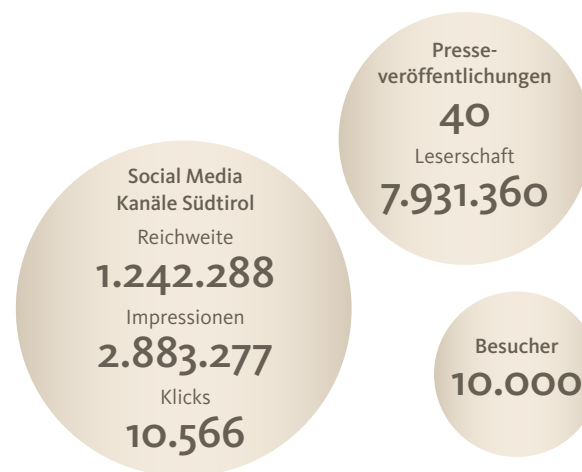 Presse-
veröffentlichungen
40
Leserschaft
7.931.360
Social Media
Kanäle Südtirol
Reichweite
1.242.288
Impressionen
2.883.277
Klicks
10.566
Besucher
10.000